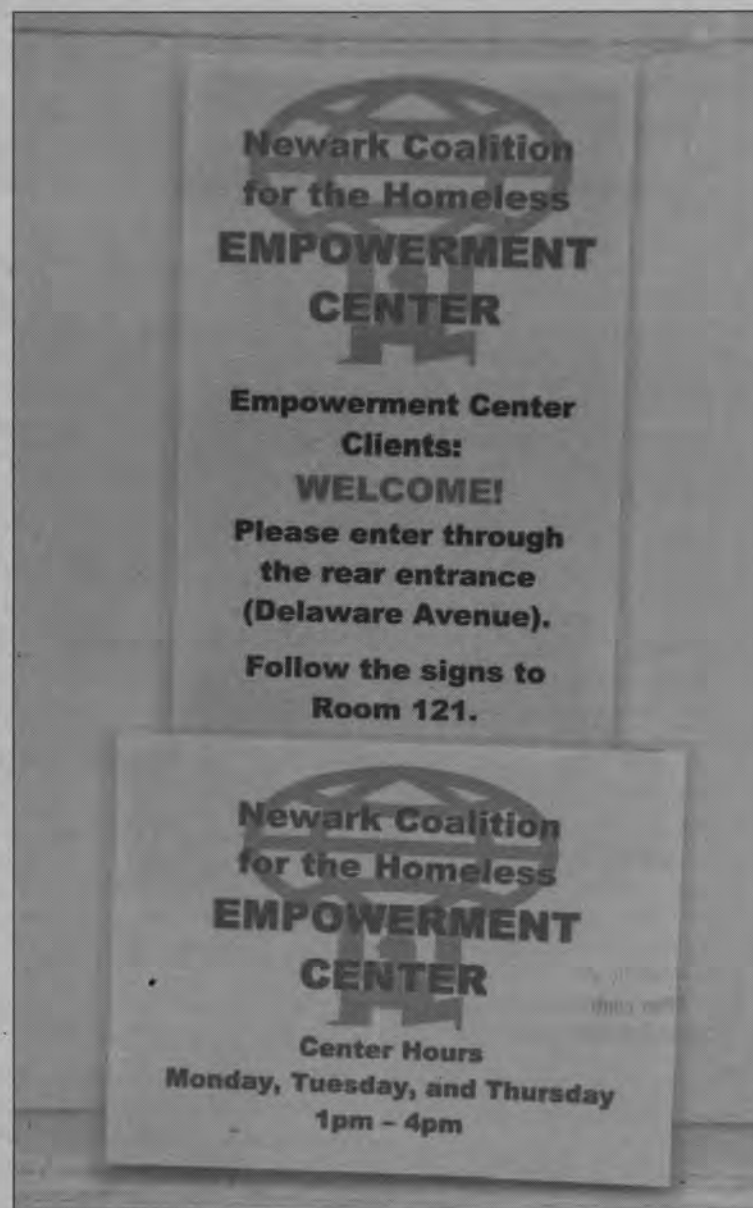 Newark Coalition
for the Homeless
EMPOWERMENT
CENTER
Empowerment Center
Clients:
WELCOME!
Please enter through
the rear entrance
(Delaware Avenue).
Follow the signs to
Room 121.
Newark Coalition
for the Homeless
EMPOWERMENT
CENTER
Center Hours
Monday, Tuesday, and Thursday
1pm – 4pm